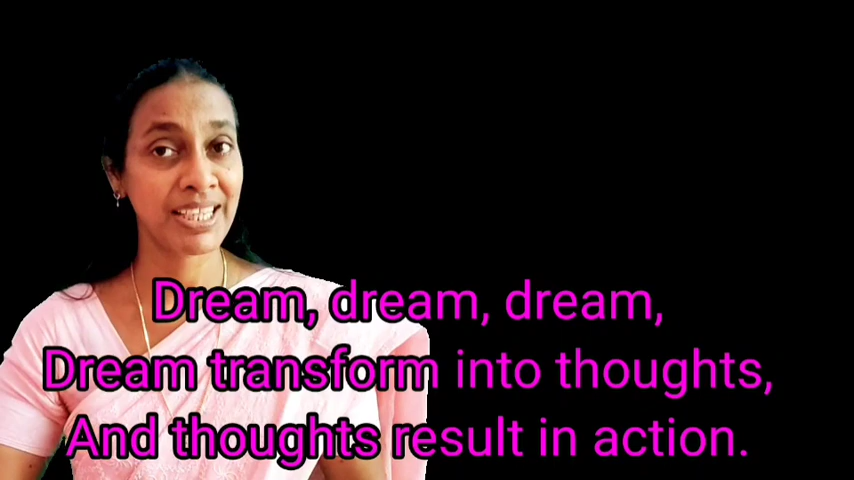 Dream, dream, dream,
Dream transform into thoughts,
And thoughts result in action.